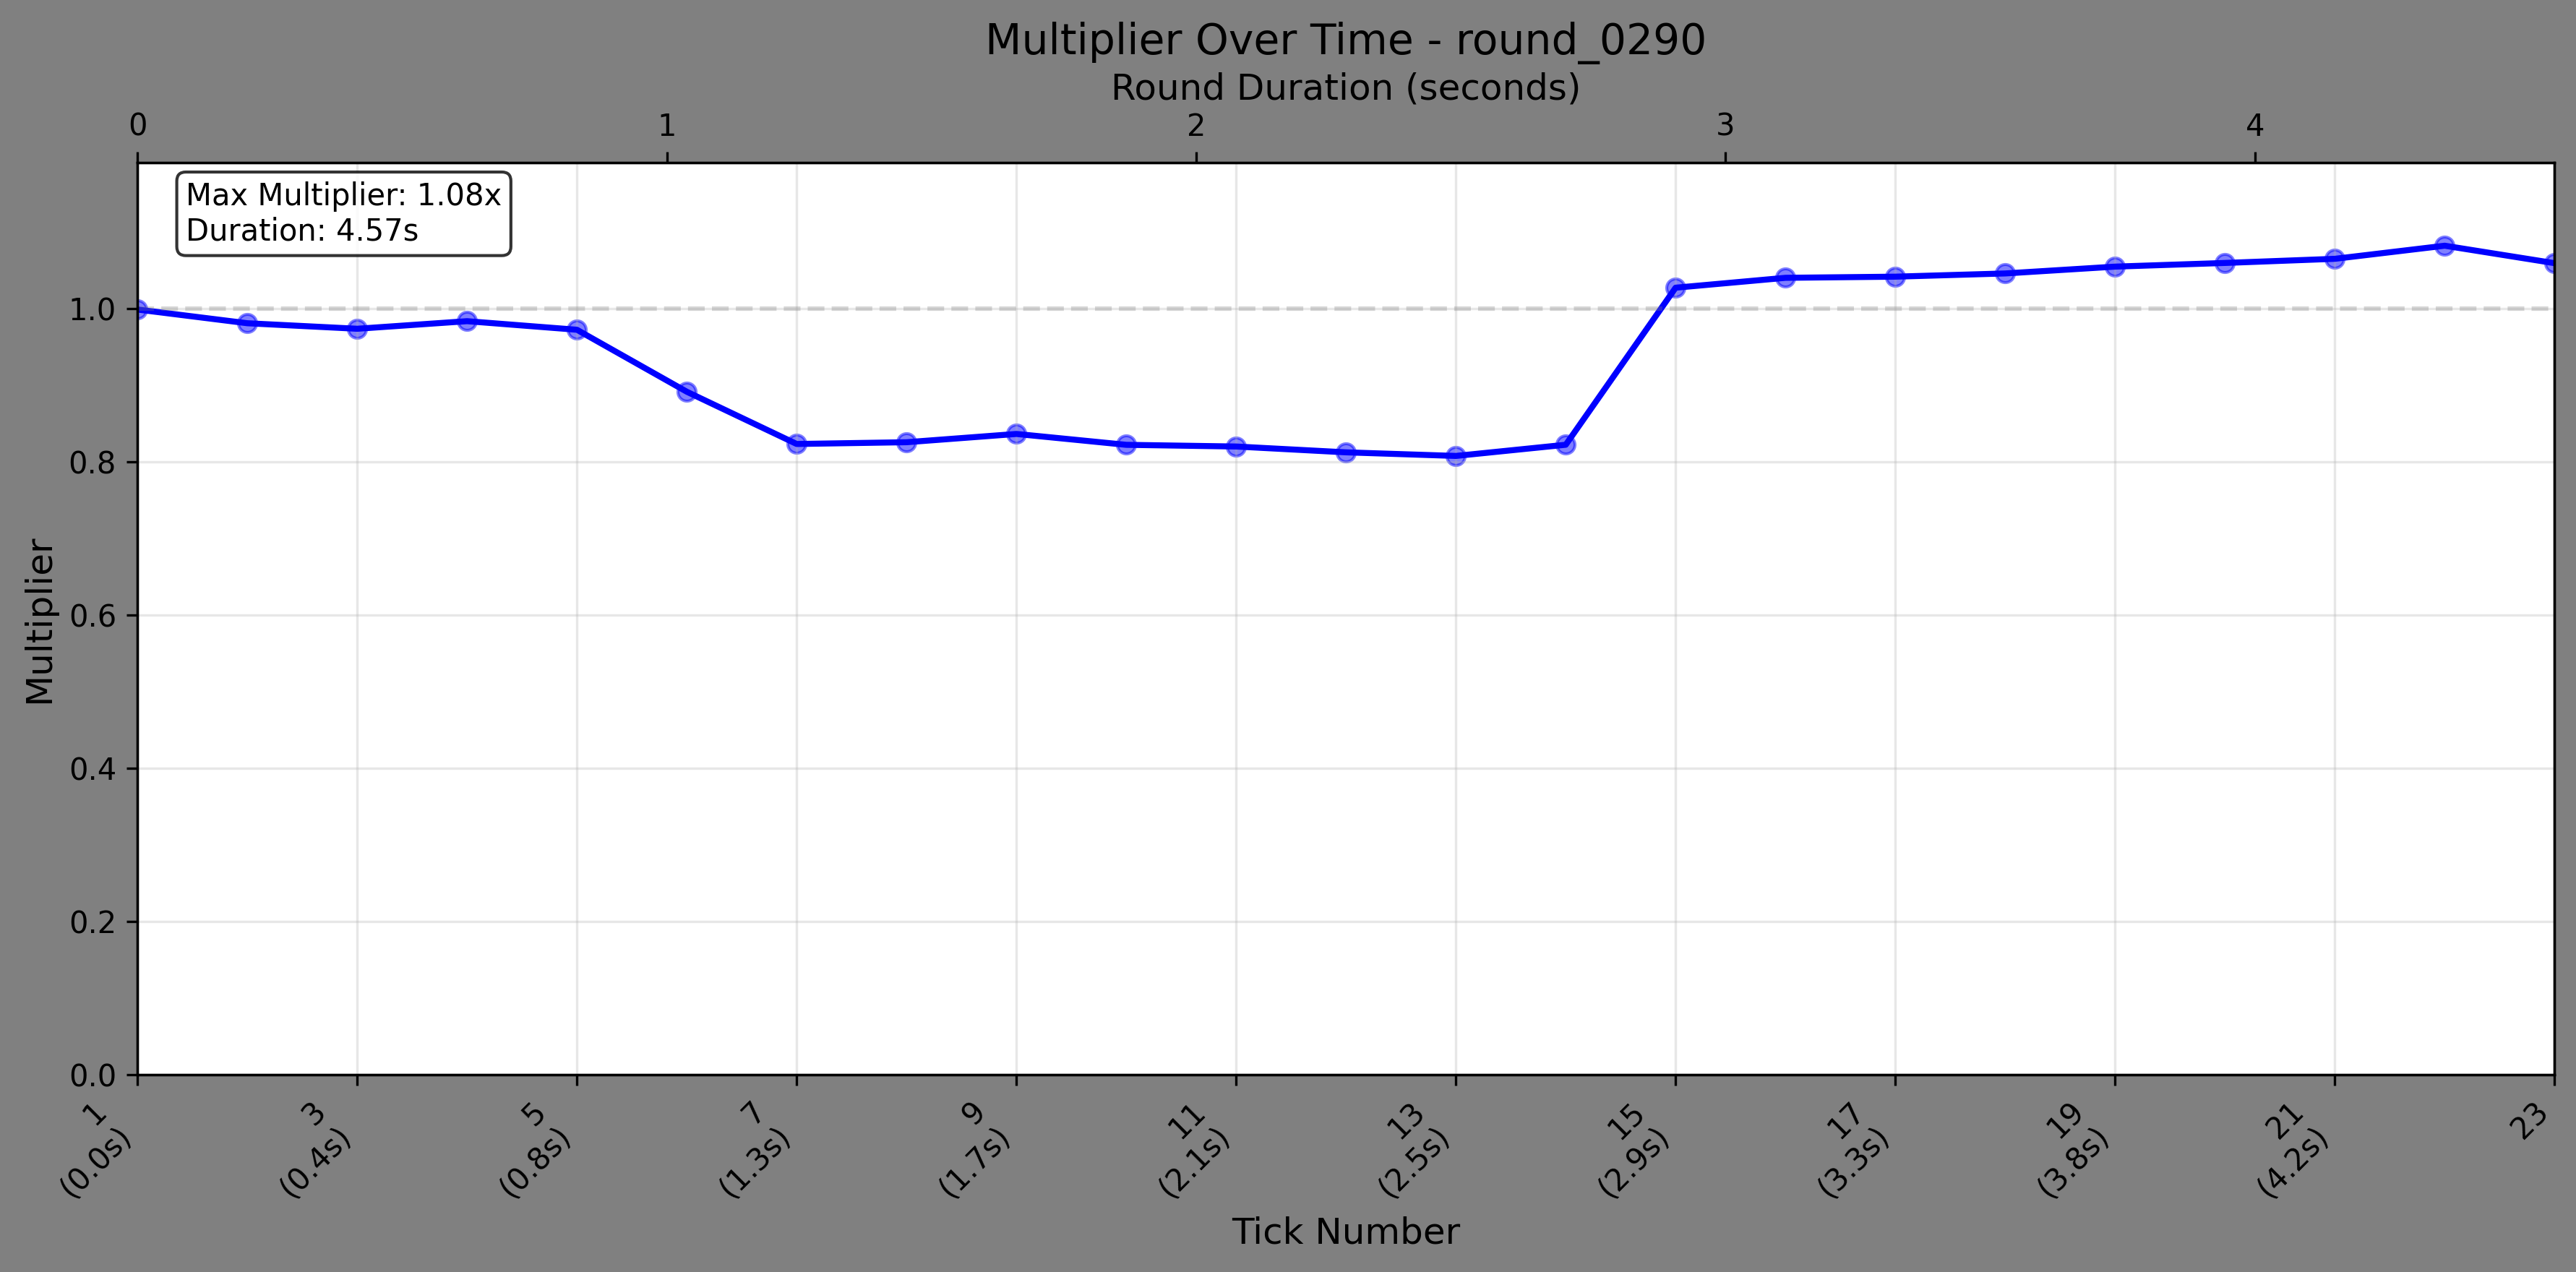 Multiplier Over Time - round_0290
Round Duration (seconds)
0 1 2 3 4
Max Multiplier: 1.08x
Duration: 4.57s
Multiplier
1.0
0.8
0.6
0.4
0.2
0.0
1 3 5 7 9 11 13 15 17 19 21 23
(0.0s) (0.4s) (0.8s) (1.3s) (1.7s) (2.1s) (2.5s) (2.9s) (3.3s) (3.8s) (4.2s)
Tick Number